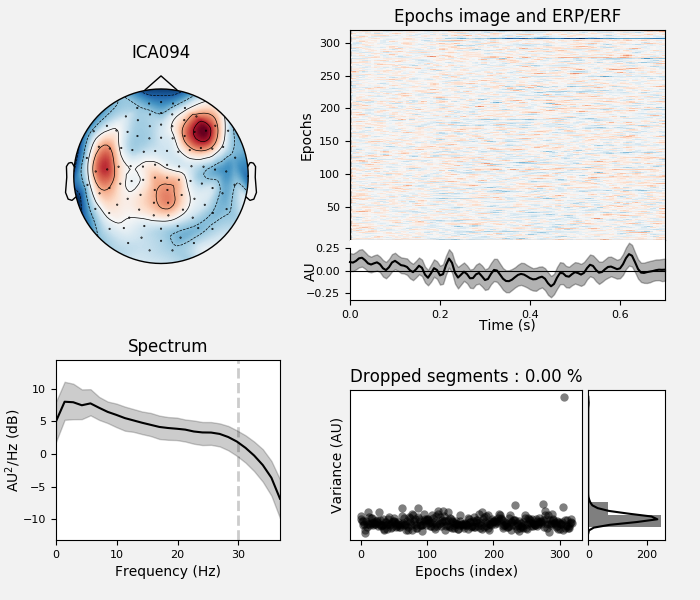 ICA094
Epochs image and ERP/ERF
Epochs
300
250
200
150
100
50
AU
0.25
0.00
−0.25
0.0
0.2
0.4
0.6
Time (s)
Spectrum
AU²/Hz (dB)
10
5
0
−5
−10
0
10
20
30
Frequency (Hz)
Dropped segments : 0.00 %
Variance (AU)
0
100
200
300
Epochs (index)
0
200